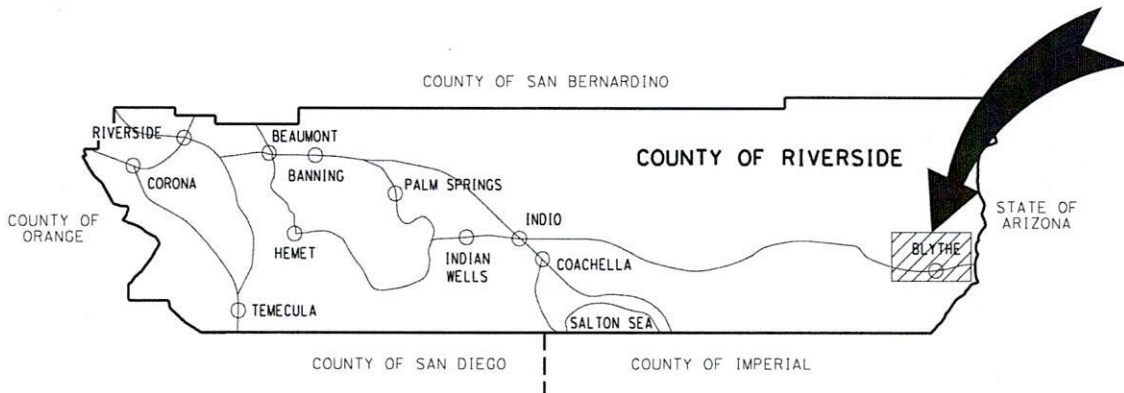 COUNTY OF SAN BERNARDINO
RIVERSIDE
BEAUMONT
COUNTY OF RIVERSIDE
BANNING
CORONA
PALM SPRINGS
COUNTY OF
ORANGE
STATE OF
ARIZONA
INDIO
HEMET
INDIAN
WELLS
BLYTHE
COACHELLA
TEMECULA
SALTON SEA
COUNTY OF SAN DIEGO
COUNTY OF IMPERIAL